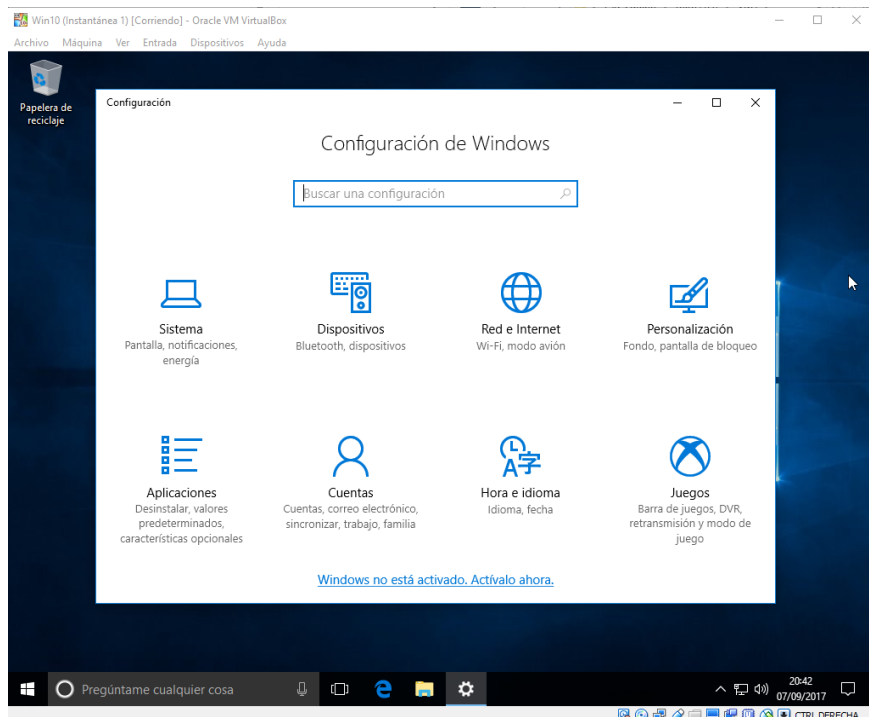 Win10 (Instantánea 1) [Corriendo] - Oracle VM VirtualBox
Archivo Máquina Ver Entrada Dispositivos Ayuda
Papelera de
reciclaje
Configuración
Configuración de Windows
Buscar una configuración
Sistema
Pantalla, notificaciones,
energía
Dispositivos
Bluetooth, dispositivos
Red e Internet
Wi-Fi, modo avión
Personalización
Fondo, pantalla de bloqueo
Aplicaciones
Desinstalar, valores
predeterminados,
características opcionales
Cuentas
Cuentas, correo electrónico,
sincronizar, trabajo, familia
Hora e idioma
Idioma, fecha
Juegos
Barra de juegos, DVR,
retransmisión y modo de
juego
Windows no está activado. Actívalo ahora.
Pregúntame cualquier cosa
20:42
07/09/2017
CTRL DERECHA